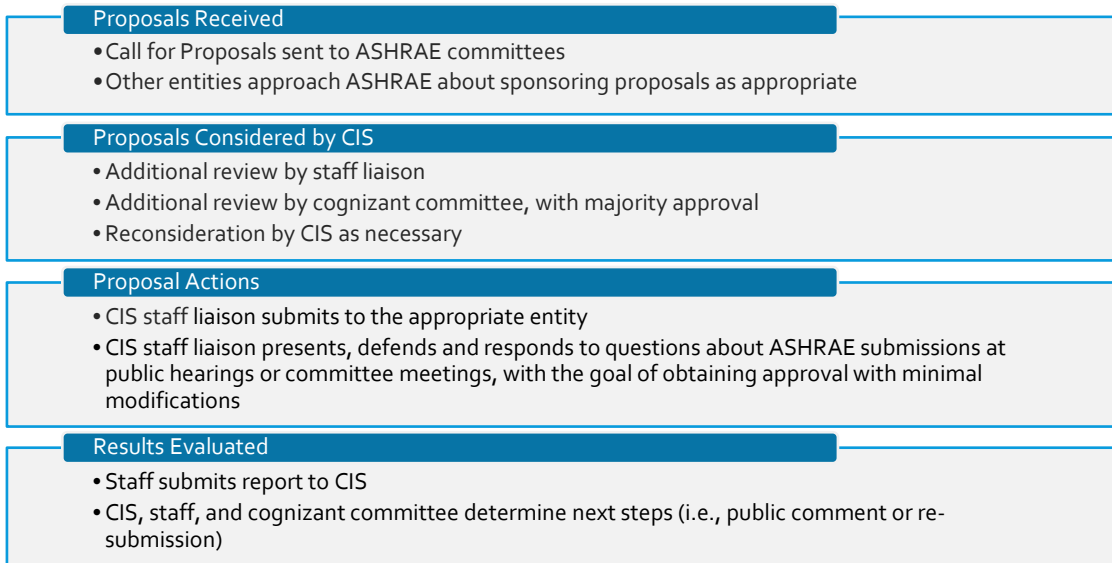 Proposals Received
•Call for Proposals sent to ASHRAE committees
•Other entities approach ASHRAE about sponsoring proposals as appropriate
Proposals Considered by CIS
•Additional review by staff liaison
•Additional review by cognizant committee, with majority approval
•Reconsideration by CIS as necessary
Proposal Actions
•CIS staff liaison submits to the appropriate entity
•CIS staff liaison presents, defends and responds to questions about ASHRAE submissions at
public hearings or committee meetings, with the goal of obtaining approval with minimal
modifications
Results Evaluated
•Staff submits report to CIS
•CIS, staff, and cognizant committee determine next steps (i.e., public comment or re-
submission)